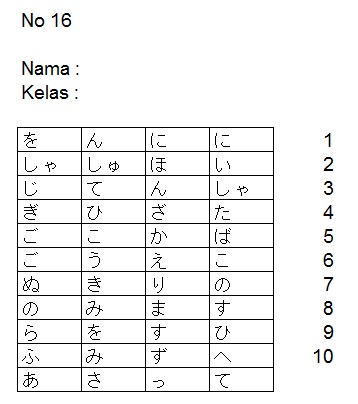 No 16
Nama :
Kelas :
を ん に に 1
しゃ しゅ ほ い 2
じ て ん しゃ 3
ぎ ひ ざ た 4
ご こ か ば 5
ご う え こ 6
ぬ き り の 7
の み ま す 8
ら を す ひ 9
ふ み ず へ 10
あ さ っ て